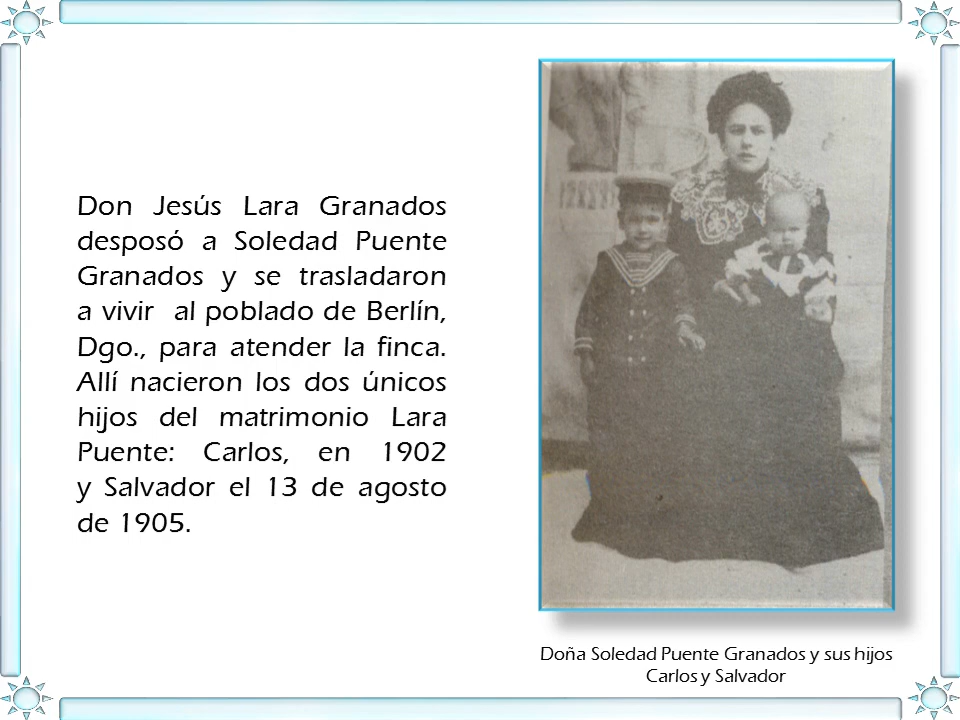 Don Jesús Lara Granados
desposó a Soledad Puente
Granados y se trasladaron
a vivir al poblado de Berlín,
Dgo., para atender la finca.
Allí nacieron los dos únicos
hijos del matrimonio Lara
Puente: Carlos, en 1902
y Salvador el 13 de agosto
de 1905.
Doña Soledad Puente Granados y sus hijos
Carlos y Salvador